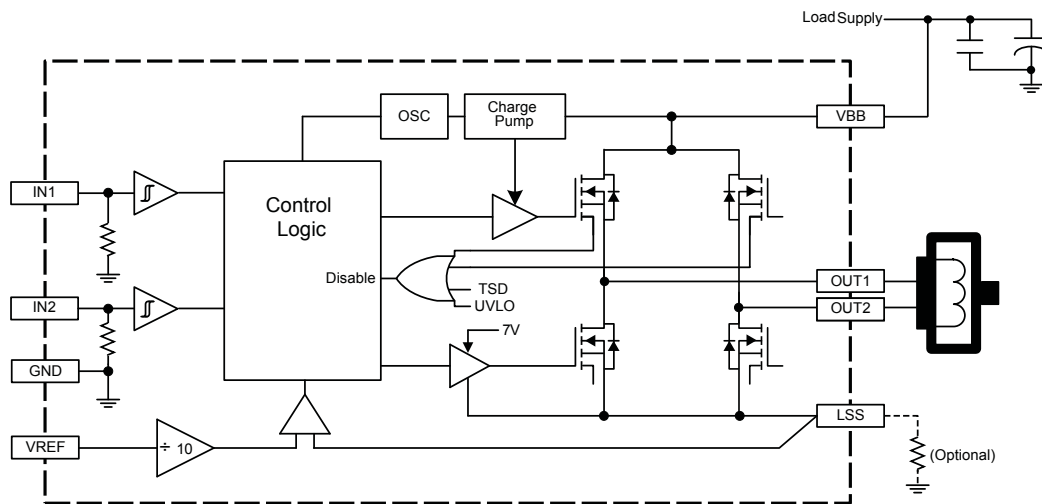 Load Supply
OSC
Charge
Pump
VBB
IN1
Control
Logic
Disable
TSD
UVLO
OUT1
IN2
OUT2
7V
GND
LSS
VREF
÷ 10
(Optional)